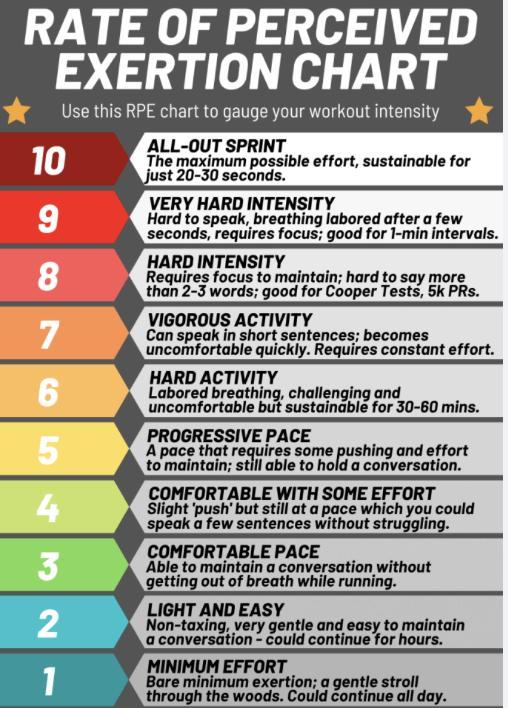 RATE OF PERCEIVED
EXERTION CHART
Use this RPE chart to gauge your workout intensity
10
ALL-OUT SPRINT
The maximum possible effort, sustainable for
just 20-30 seconds.
9
VERY HARD INTENSITY
Hard to speak, breathing labored after a few
seconds, requires focus; good for 1-min intervals.
8
HARD INTENSITY
Requires focus to maintain; hard to say more
than 2-3 words; good for Cooper Tests, 5k PRs.
7
VIGOROUS ACTIVITY
Can speak in short sentences; becomes
uncomfortable quickly. Requires constant effort.
6
HARD ACTIVITY
Labored breathing, challenging and
uncomfortable but sustainable for 30-60 mins.
5
PROGRESSIVE PACE
A pace that requires some pushing and effort
to maintain; still able to hold a conversation.
4
COMFORTABLE WITH SOME EFFORT
Slight 'push' but still at a pace which you could
speak a few sentences without struggling.
3
COMFORTABLE PACE
Able to maintain a conversation without
getting out of breath while running.
2
LIGHT AND EASY
Non-taxing, very gentle and easy to maintain
a conversation - could continue for hours.
1
MINIMUM EFFORT
Bare minimum exertion; a gentle stroll
through the woods. Could continue all day.